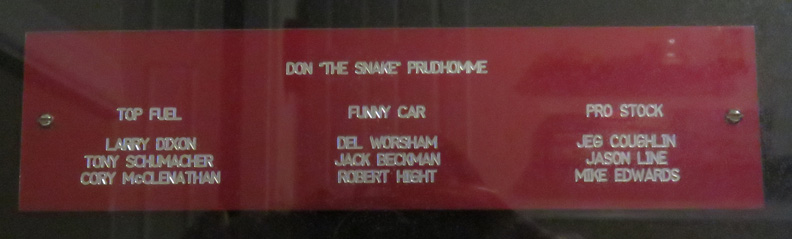 DON "THE SNAKE" PRUDHOMME
TOP FUEL
LARRY DIXON
TONY SCHUMACHER
CORY McCLENATHAN
FUNNY CAR
DEL WORSHAM
JACK BECKMAN
ROBERT HIGHT
PRO STOCK
JEG COUGHLIN
JASON LINE
MIKE EDWARDS